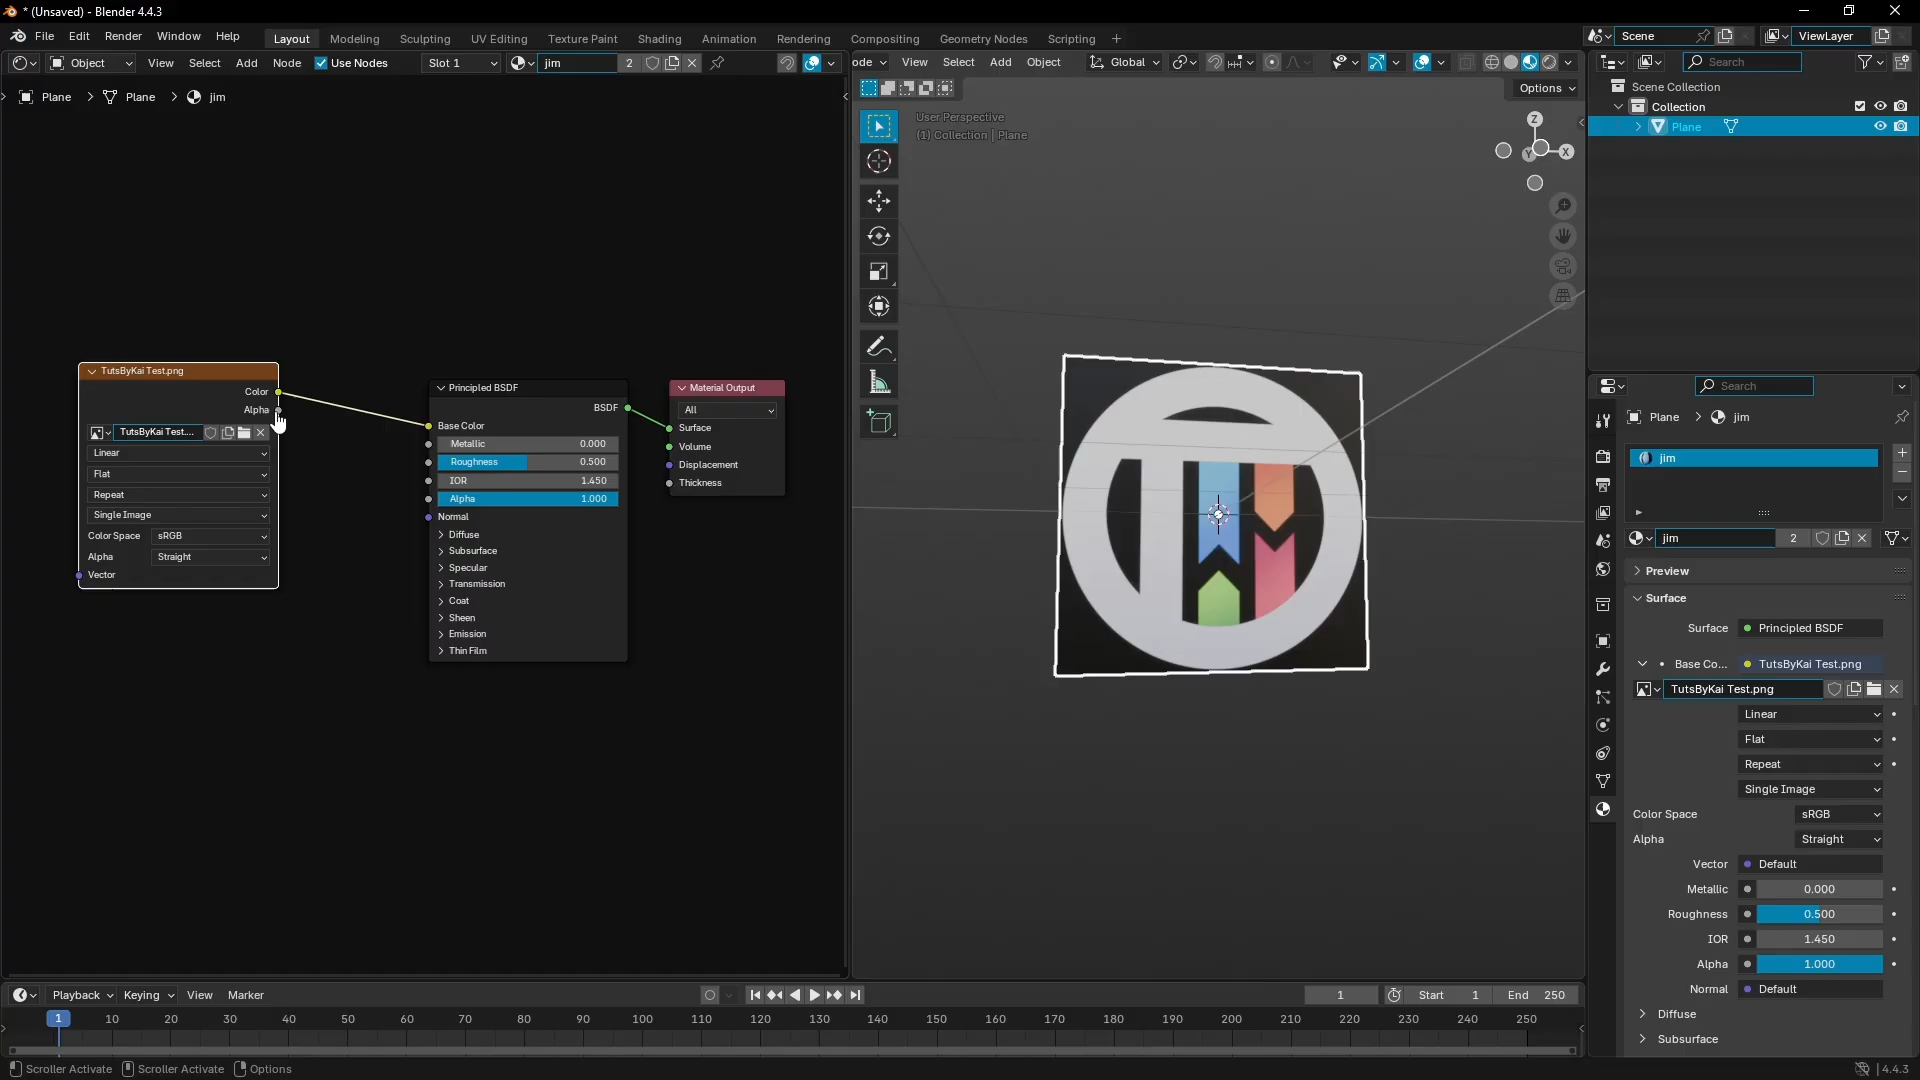 * (Unsaved) - Blender 4.4.3
File Edit Render Window Help
Layout Modeling Sculpting UV Editing Texture Paint Shading Animation Rendering Compositing Geometry Nodes Scripting +
Scene
ViewLayer
Object View Select Add Node Use Nodes Slot 1 jim 2
ode View Select Add Object Global
Search
Options
Plane > Plane > jim
User Perspective
(1) Collection | Plane
Z
X
Y
Scene Collection
Collection
Plane
TutsByKai Test.png
Color
Alpha
TutsByKai Test....
Linear
Flat
Repeat
Single Image
Color Space sRGB
Alpha Straight
Vector
Principled BSDF
BSDF
Base Color
Metallic 0.000
Roughness 0.500
IOR 1.450
Alpha 1.000
Normal
Diffuse
Subsurface
Specular
Transmission
Coat
Sheen
Emission
Thin Film
Material Output
All
Surface
Volume
Displacement
Thickness
Search
Plane > jim
jim
jim 2
Preview
Surface
Surface Principled BSDF
Base Co... TutsByKai Test.png
TutsByKai Test.png
Linear
Flat
Repeat
Single Image
Color Space sRGB
Alpha Straight
Vector Default
Metallic 0.000
Roughness 0.500
IOR 1.450
Alpha 1.000
Normal Default
Diffuse
Subsurface
Playback Keying View Marker
1 Start 1 End 250
1 10 20 30 40 50 60 70 80 90 100 110 120 130 140 150 160 170 180 190 200 210 220 230 240 250
Scroller Activate Scroller Activate Options
4.4.3